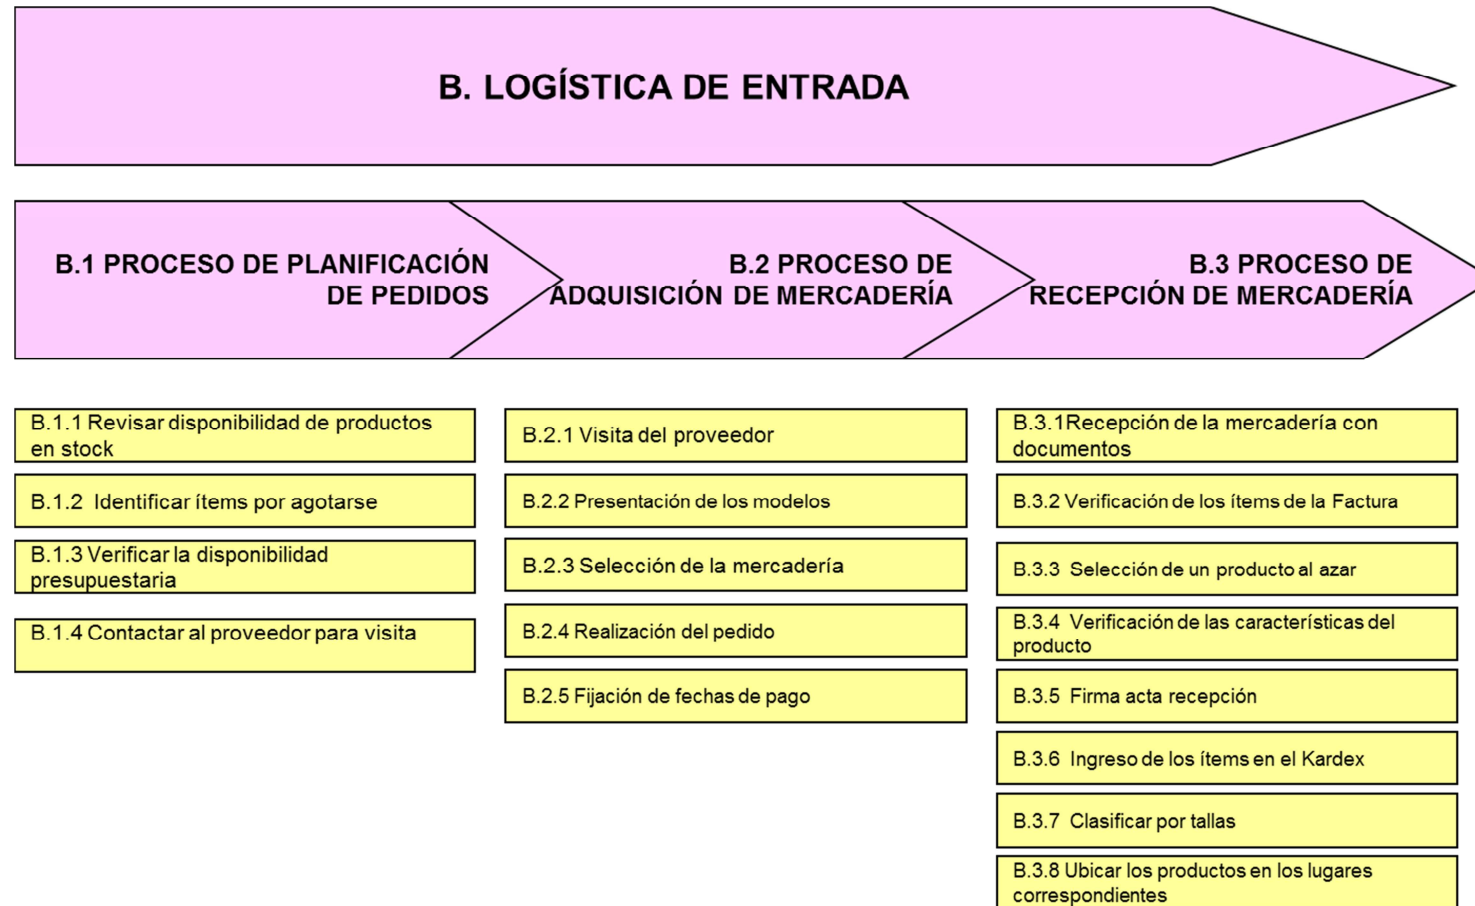 B. LOGÍSTICA DE ENTRADA
B.1 PROCESO DE PLANIFICACIÓN
DE PEDIDOS
B.2 PROCESO DE
ADQUISICIÓN DE MERCADERÍA
B.3 PROCESO DE
RECEPCIÓN DE MERCADERÍA
B.1.1 Revisar disponibilidad de productos
en stock
B.1.2 Identificar ítems por agotarse
B.1.3 Verificar la disponibilidad
presupuestaria
B.1.4 Contactar al proveedor para visita
B.2.1 Visita del proveedor
B.2.2 Presentación de los modelos
B.2.3 Selección de la mercadería
B.2.4 Realización del pedido
B.2.5 Fijación de fechas de pago
B.3.1Recepción de la mercadería con
documentos
B.3.2 Verificación de los ítems de la Factura
B.3.3 Selección de un producto al azar
B.3.4 Verificación de las características del
producto
B.3.5 Firma acta recepción
B.3.6 Ingreso de los ítems en el Kardex
B.3.7 Clasificar por tallas
B.3.8 Ubicar los productos en los lugares
correspondientes